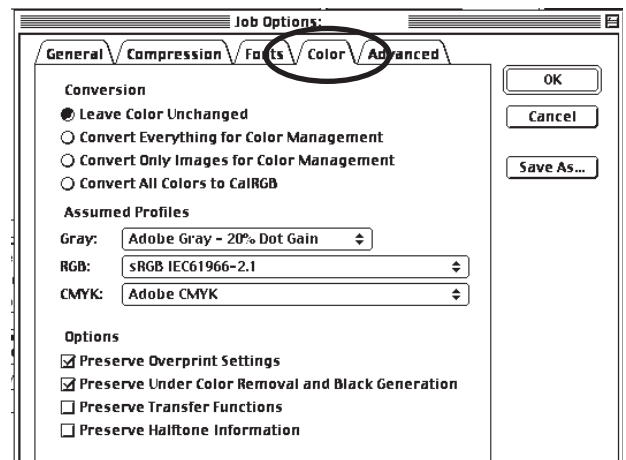 Job Options:
General Compression Fonts Color Advanced
Conversion
Leave Color Unchanged
Convert Everything for Color Management
Convert Only Images for Color Management
Convert All Colors to CalRGB
Assumed Profiles
Gray: Adobe Gray - 20% Dot Gain
RGB: sRGB IEC61966-2.1
CMYK: Adobe CMYK
Options
Preserve Overprint Settings
Preserve Under Color Removal and Black Generation
Preserve Transfer Functions
Preserve Halftone Information
OK
Cancel
Save As...